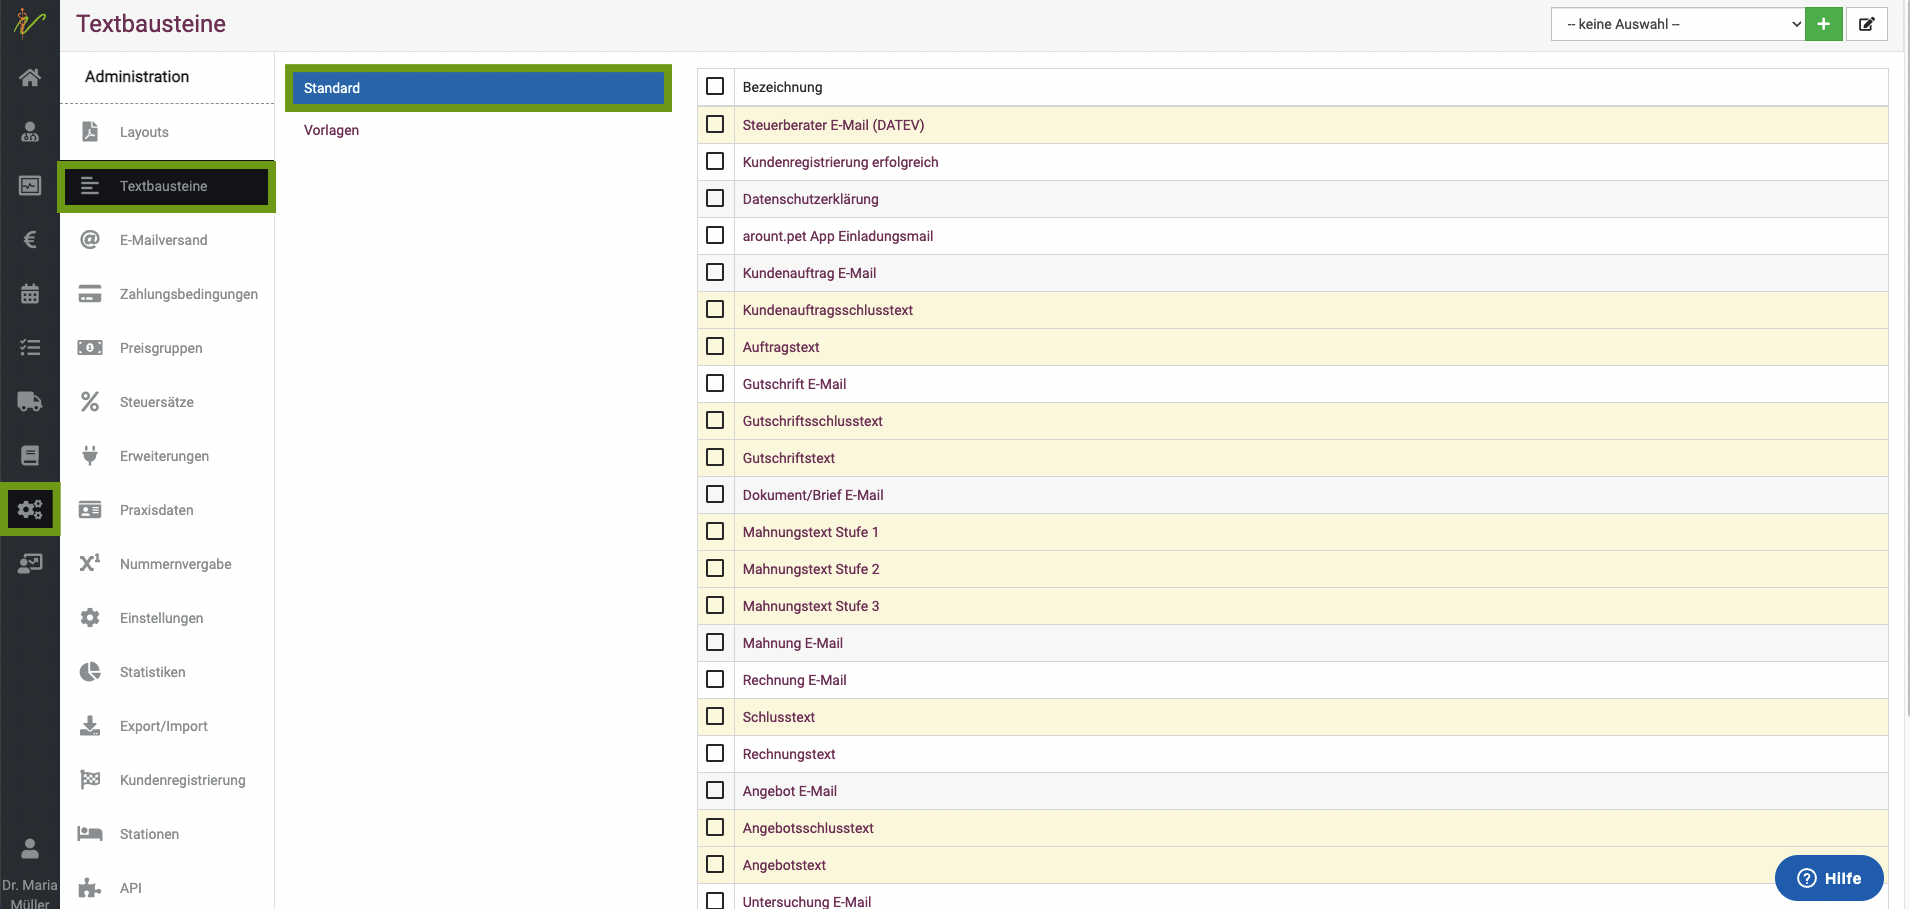 Textbausteine
-- keine Auswahl --
Administration
Layouts
Textbausteine
E-Mailversand
Zahlungsbedingungen
Preisgruppen
Steuersätze
Erweiterungen
Praxisdaten
Nummernvergabe
Einstellungen
Statistiken
Export/Import
Kundenregistrierung
Stationen
API
Dr. Maria
Müller
Standard
Vorlagen
Bezeichnung
Steuerberater E-Mail (DATEV)
Kundenregistrierung erfolgreich
Datenschutzerklärung
arount.pet App Einladungsmail
Kundenauftrag E-Mail
Kundenauftragsschlusstext
Auftragstext
Gutschrift E-Mail
Gutschriftsschlusstext
Gutschriftstext
Dokument/Brief E-Mail
Mahnungstext Stufe 1
Mahnungstext Stufe 2
Mahnungstext Stufe 3
Mahnung E-Mail
Rechnung E-Mail
Schlusstext
Rechnungstext
Angebot E-Mail
Angebotsschlusstext
Angebotstext
Untersuchung E-Mail
Hilfe